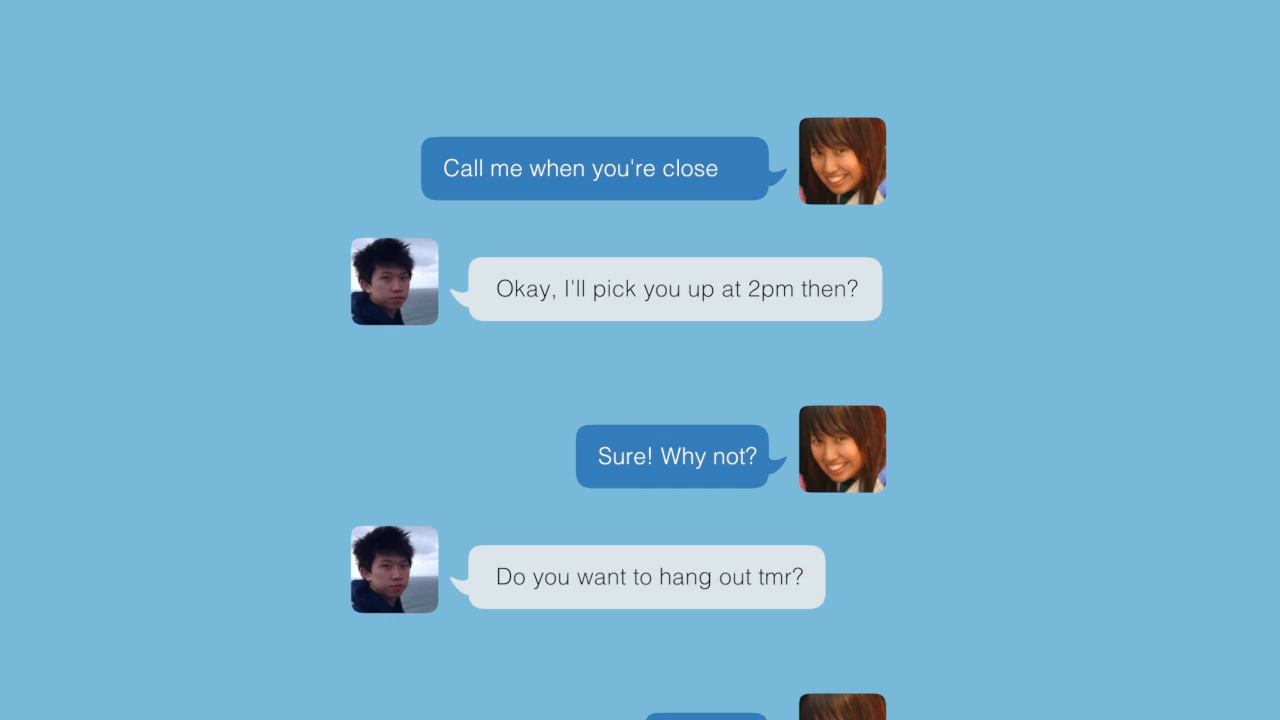 Call me when you're close
Okay, I'll pick you up at 2pm then?
Sure! Why not?
Do you want to hang out tmr?